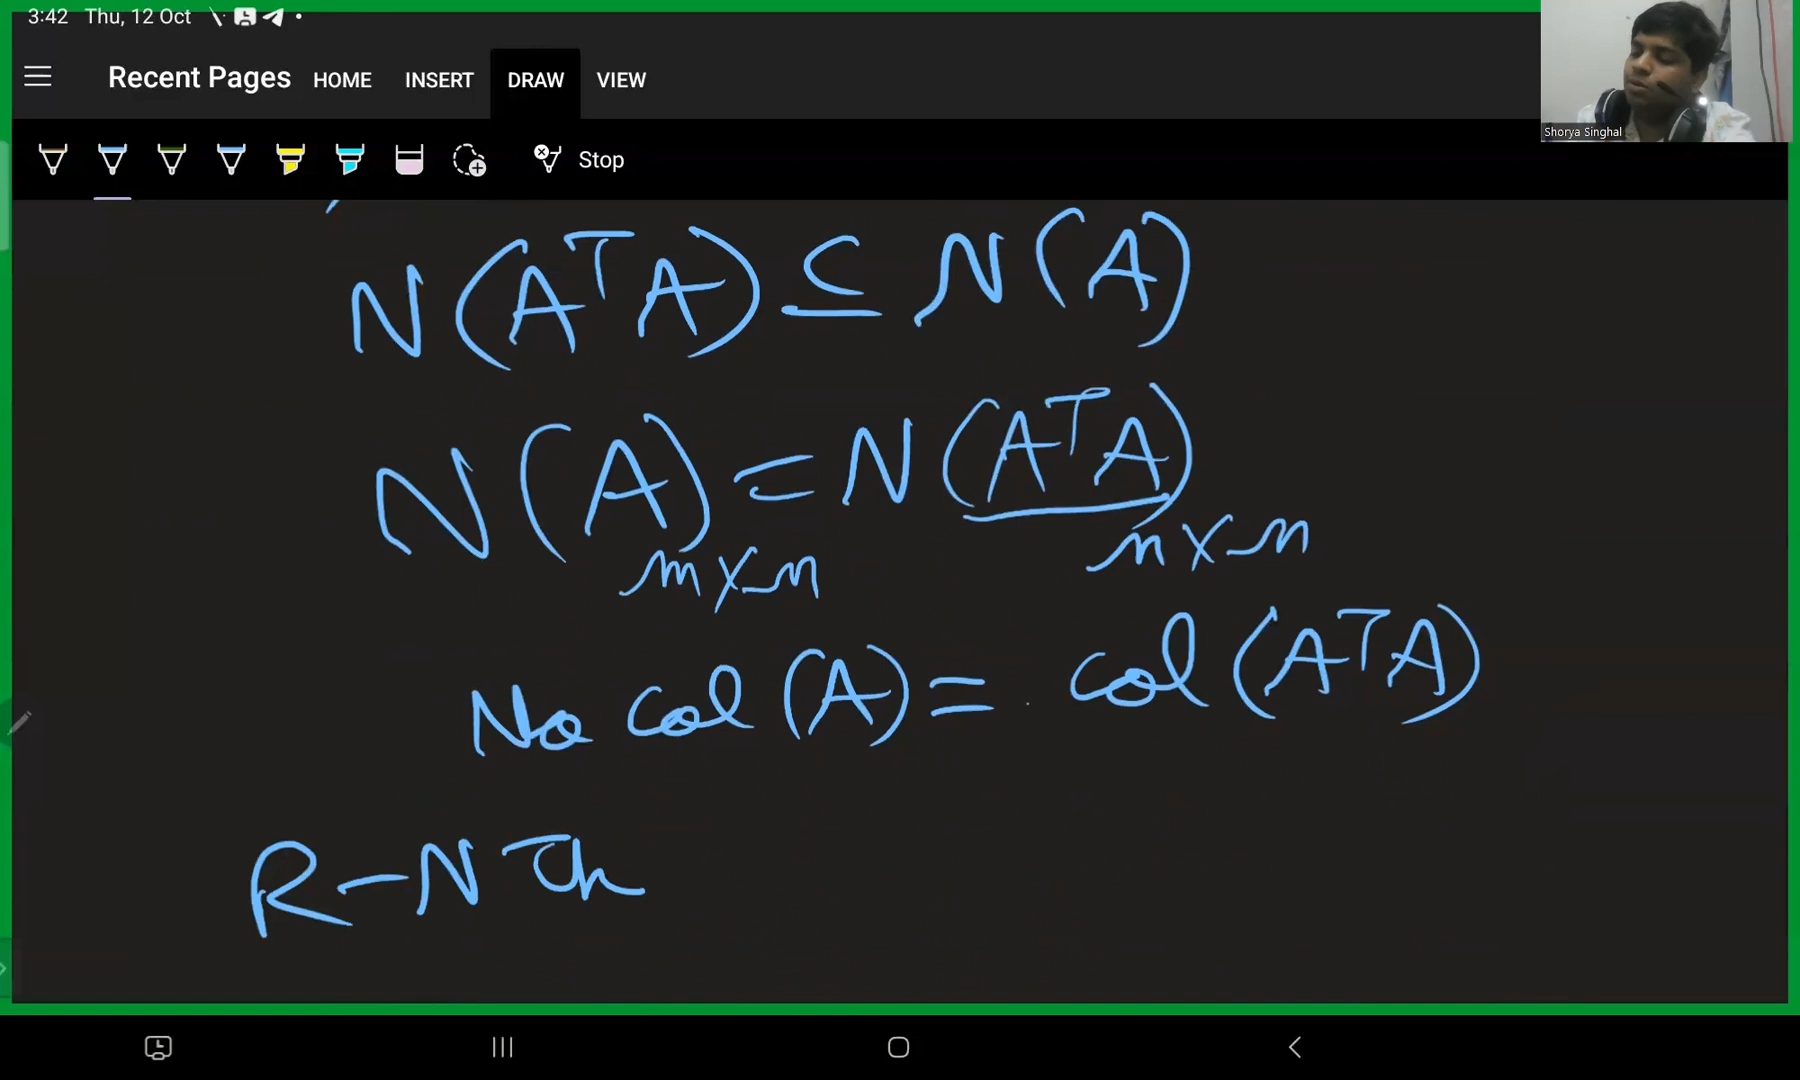 3:42 Thu, 12 Oct
Shorya Singhal
Recent Pages HOME INSERT DRAW VIEW
Stop
N(AᵀA) ⊆ N(A)
N(A) = N(AᵀA)
m×n n×n
No col(A) = col(AᵀA)
R-N Th